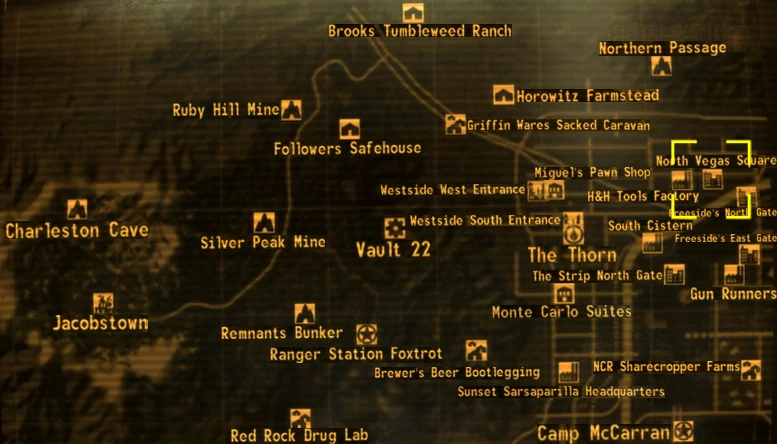 Brooks Tumbleweed Ranch
Northern Passage
Horowitz Farmstead
Ruby Hill Mine
Griffin Wares Sacked Caravan
Followers Safehouse
North Vegas Square
Miguel's Pawn Shop
Westside West Entrance
H&H Tools Factory
Freeside's North Gate
Charleston Cave
Silver Peak Mine
Westside South Entrance
South Cistern
Freeside's East Gate
Vault 22
The Thorn
The Strip North Gate
Gun Runners
Monte Carlo Suites
Jacobstown
Remnants Bunker
Ranger Station Foxtrot
Brewer's Beer Bootlegging
NCR Sharecropper Farms
Sunset Sarsaparilla Headquarters
Red Rock Drug Lab
Camp McCarran